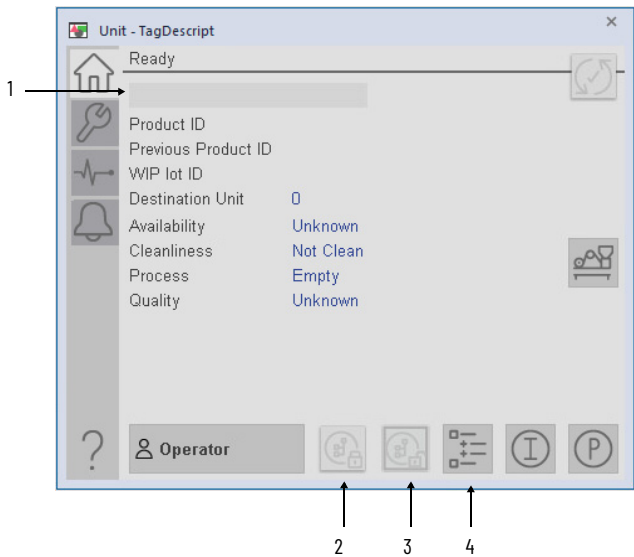 Unit - TagDescript
Ready
1
Product ID
Previous Product ID
WIP lot ID
Destination Unit 0
Availability Unknown
Cleanliness Not Clean
Process Empty
Quality Unknown
? Operator I P
2 3 4